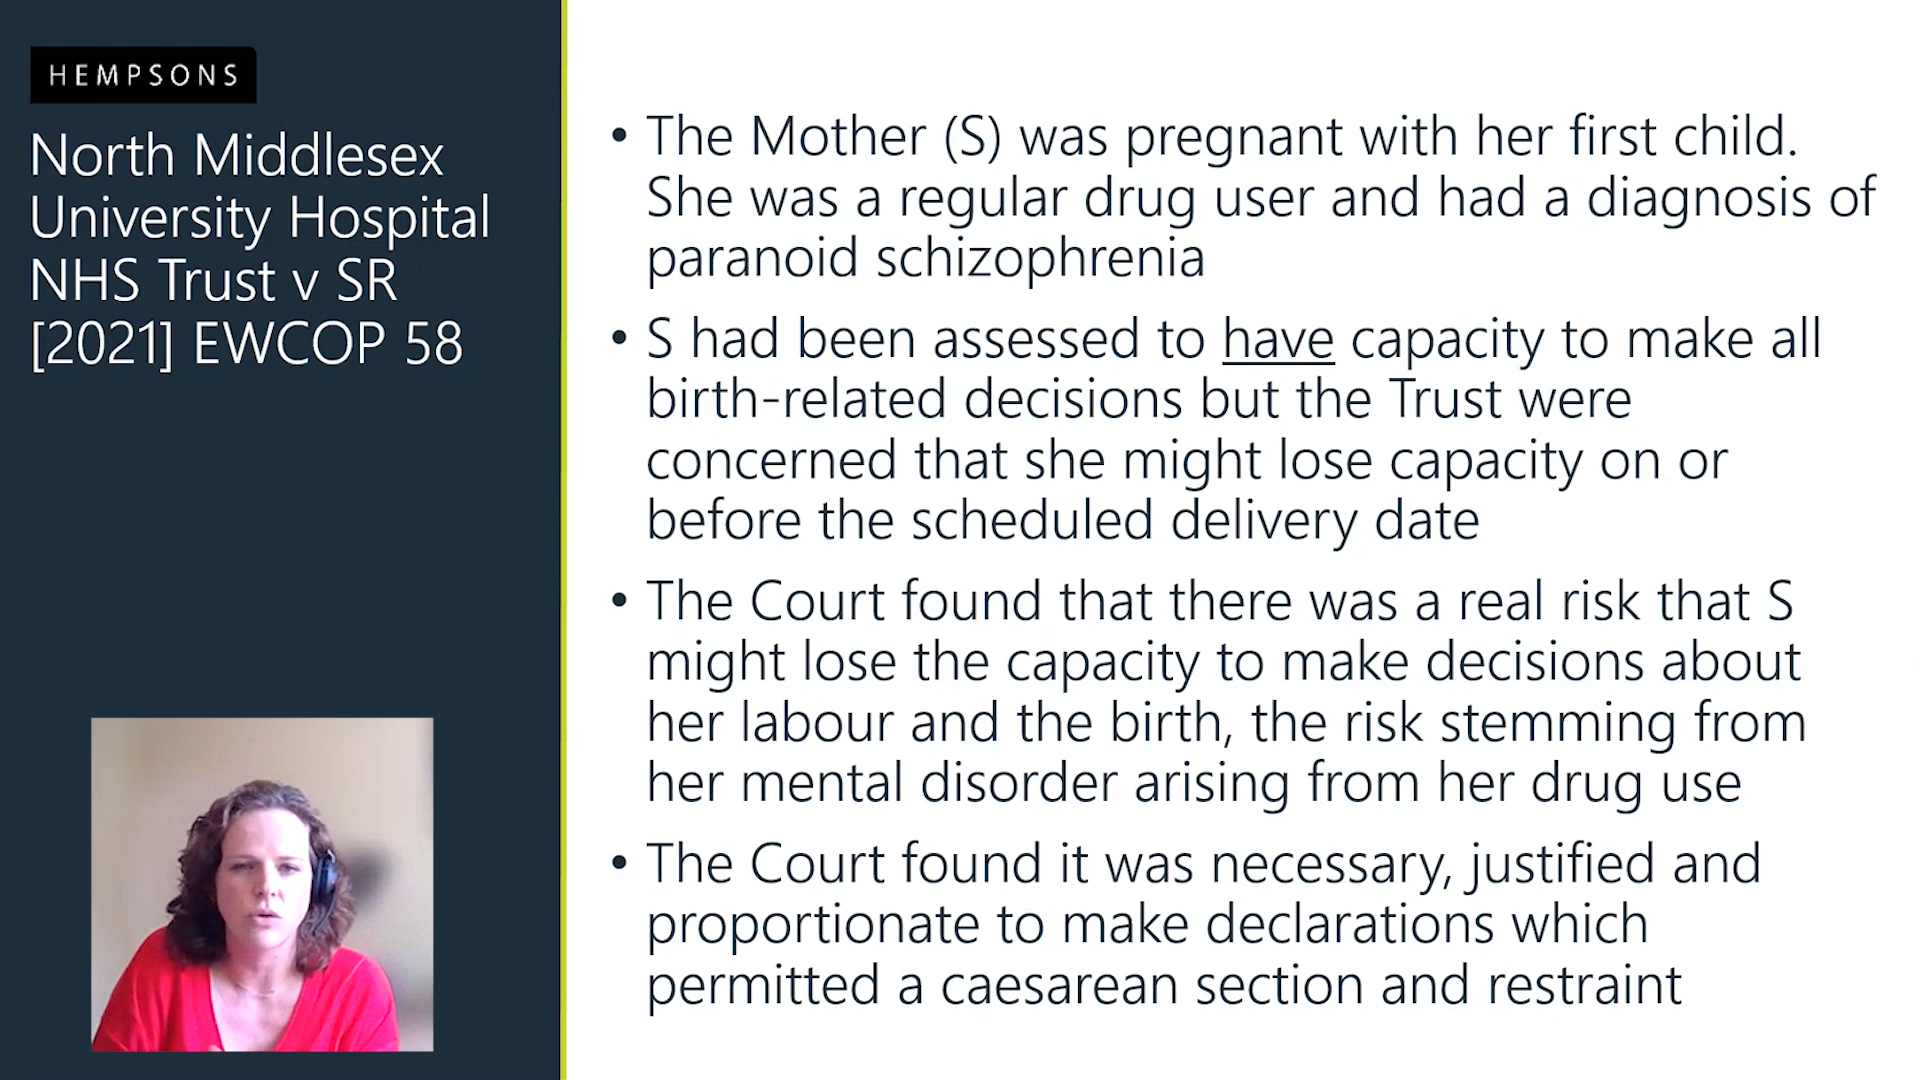 HEMPSONS
North Middlesex
University Hospital
NHS Trust v SR
[2021] EWCOP 58
• The Mother (S) was pregnant with her first child.
She was a regular drug user and had a diagnosis of
paranoid schizophrenia
• S had been assessed to have capacity to make all
birth-related decisions but the Trust were
concerned that she might lose capacity on or
before the scheduled delivery date
• The Court found that there was a real risk that S
might lose the capacity to make decisions about
her labour and the birth, the risk stemming from
her mental disorder arising from her drug use
• The Court found it was necessary, justified and
proportionate to make declarations which
permitted a caesarean section and restraint